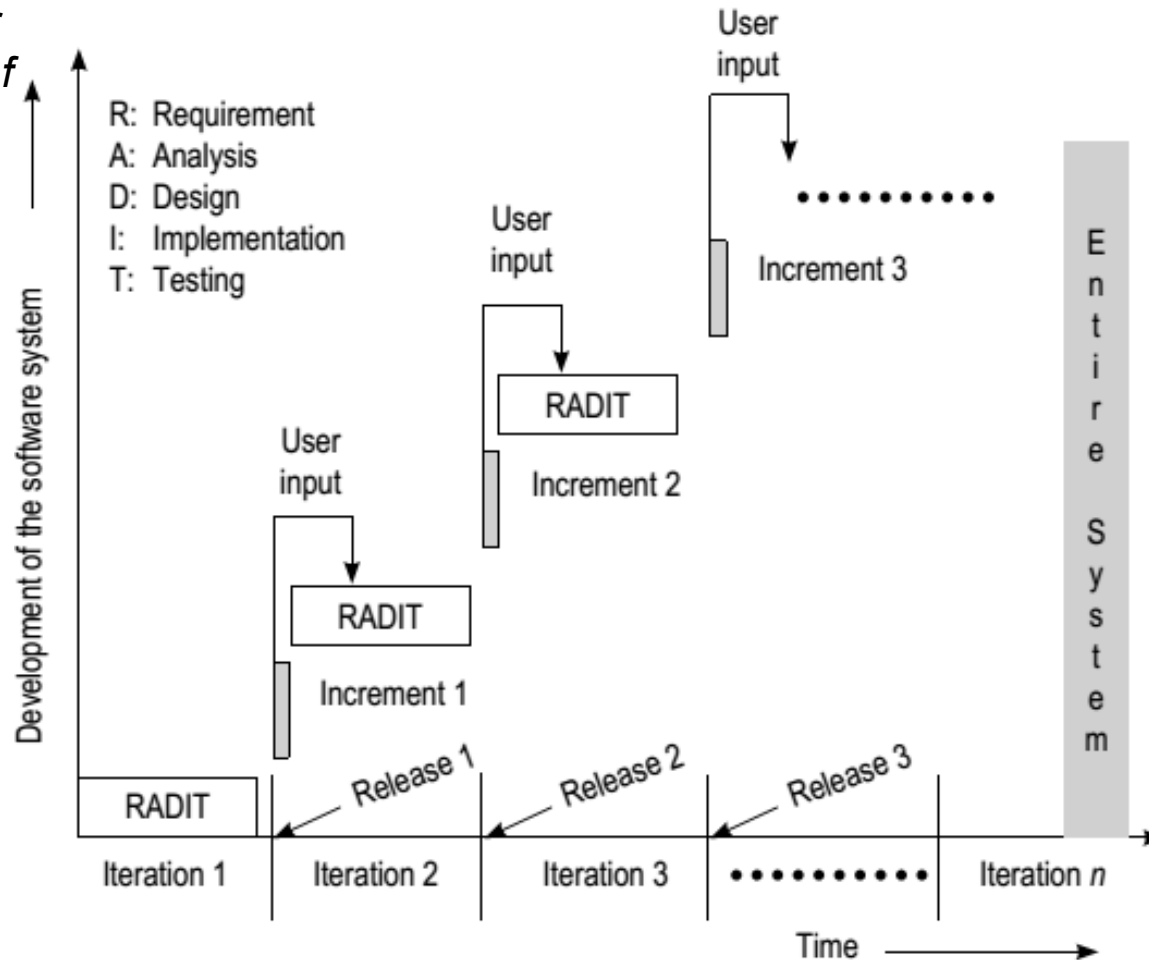 f
R: Requirement
A: Analysis
D: Design
I: Implementation
T: Testing
Development of the software system
User
input
Increment 3
User
input
RADIT
Increment 2
User
input
RADIT
Increment 1
RADIT
Release 1
Release 2
Release 3
Entire System
Iteration 1
Iteration 2
Iteration 3
Iteration n
Time